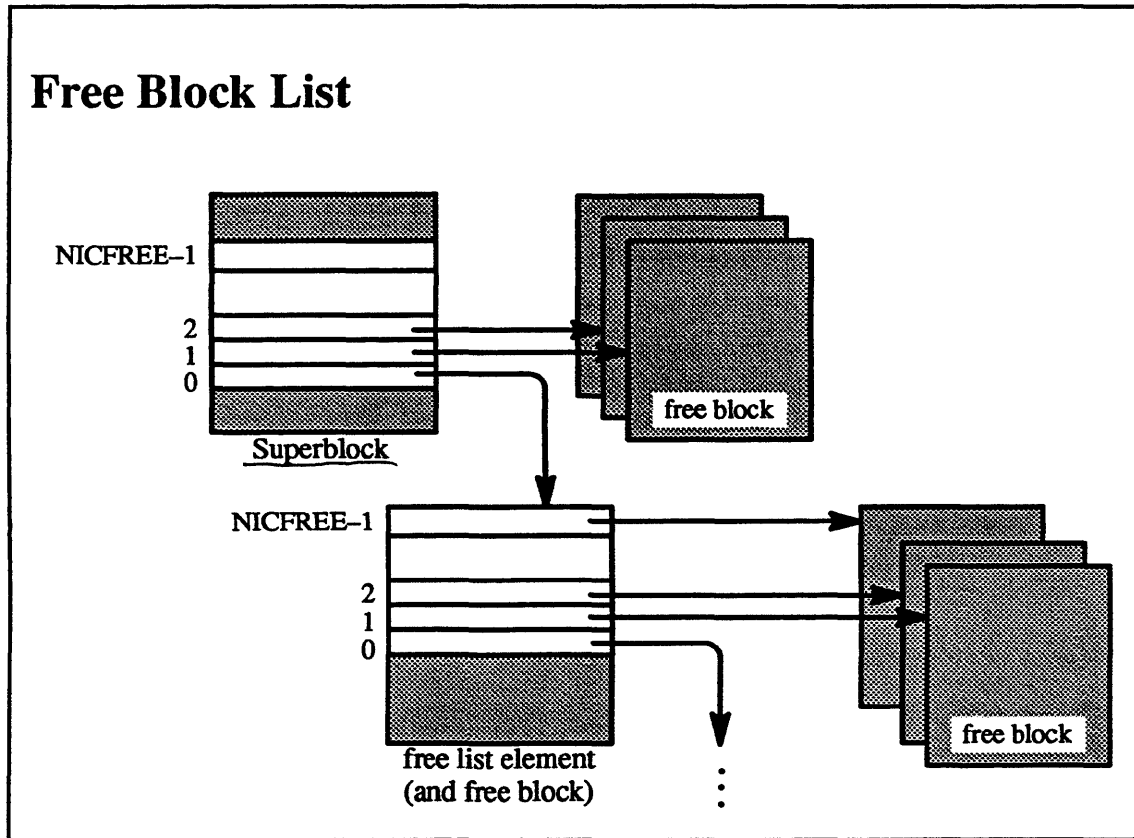 Free Block List
NICFREE–1
2
1
0
free block
Superblock
NICFREE–1
2
1
0
free block
free list element
(and free block)